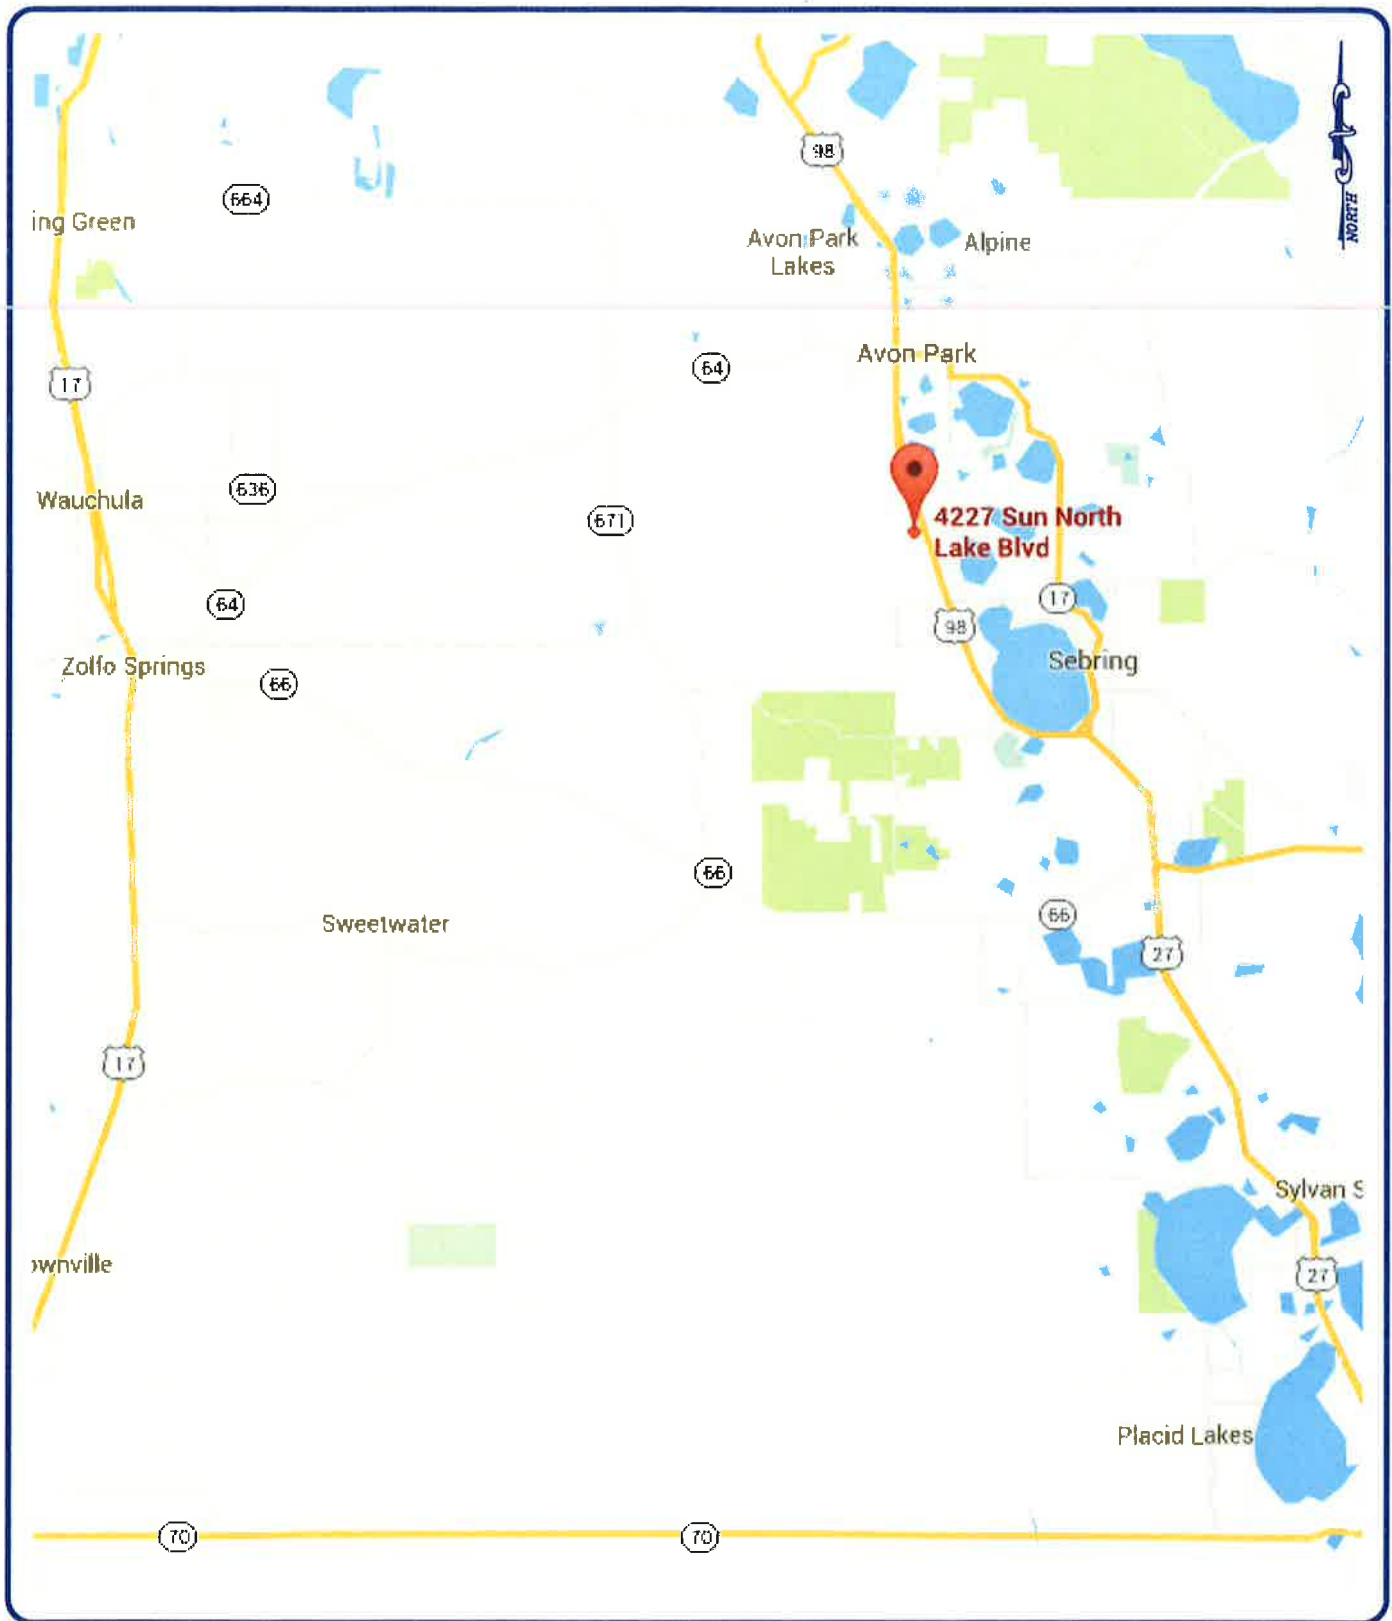 98
NORTH
664
ing Green
Avon Park
Lakes
Alpine
Avon Park
64
17
636
Wauchula
671
4227 Sun North
Lake Blvd
64
17
98
Zolfo Springs
66
Sebring
66
66
Sweetwater
27
17
Sylvan S
ownville
27
Placid Lakes
70
70